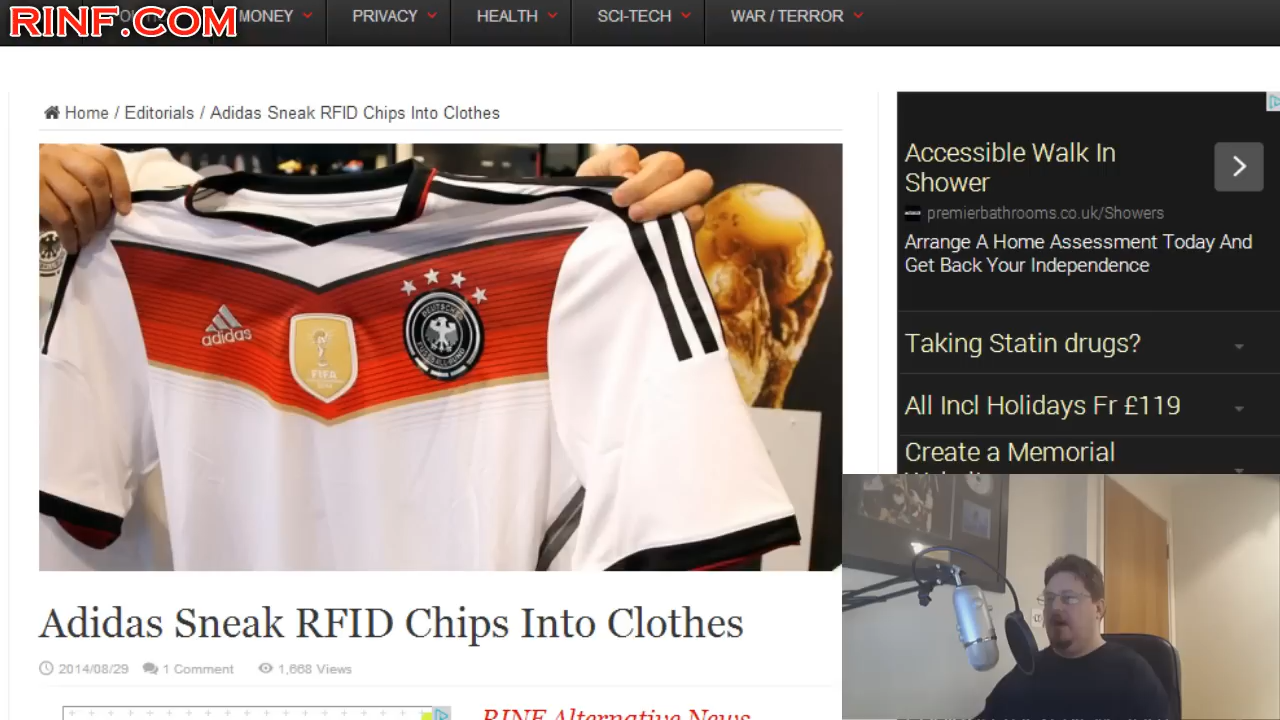 RINF.COM
MONEY
PRIVACY
HEALTH
SCI-TECH
WAR / TERROR
Home / Editorials / Adidas Sneak RFID Chips Into Clothes
adidas
FIFA
DEUTSCHER
FUSSBALL-BUND
Accessible Walk In
Shower
premierbathrooms.co.uk/Showers
Arrange A Home Assessment Today And
Get Back Your Independence
Taking Statin drugs?
All Incl Holidays Fr £119
Create a Memorial
Adidas Sneak RFID Chips Into Clothes
2014/08/29 1 Comment 1,668 Views
RINF Alternative News